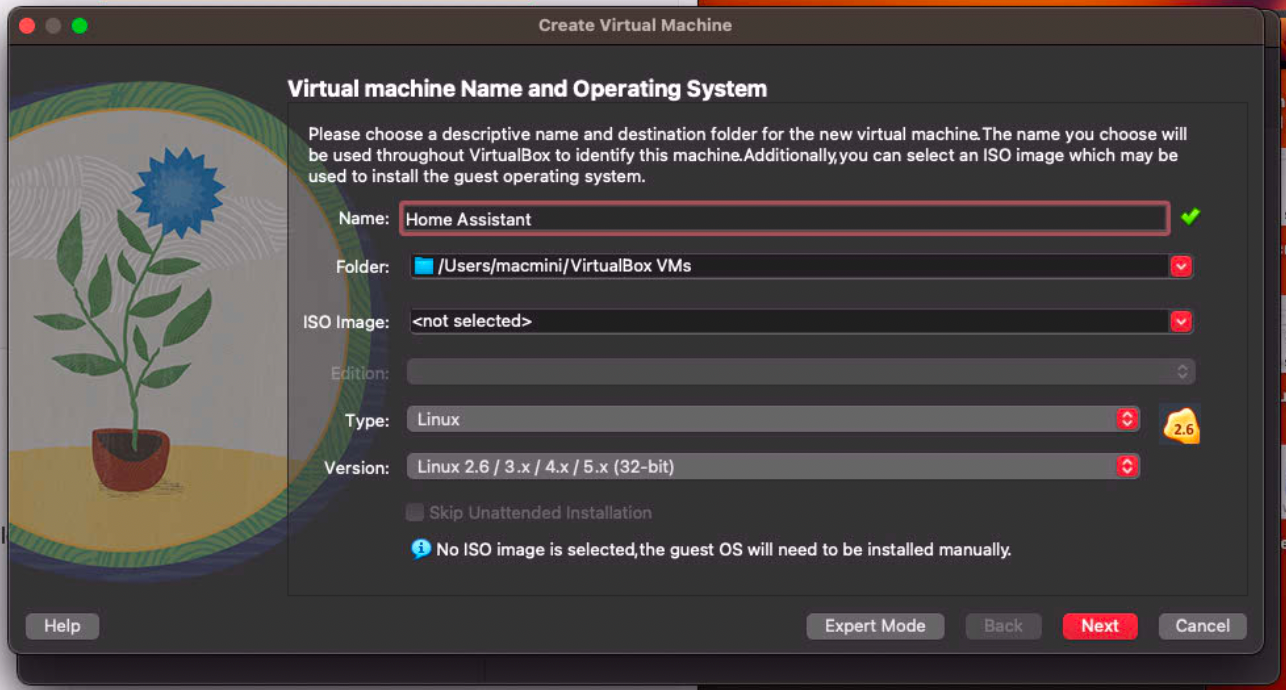 Create Virtual Machine
Virtual machine Name and Operating System
Please choose a descriptive name and destination folder for the new virtual machine.The name you choose will
be used throughout VirtualBox to identify this machine.Additionally,you can select an ISO image which may be
used to install the guest operating system.
Name: Home Assistant
Folder: /Users/macmini/VirtualBox VMs
ISO Image: <not selected>
Edition:
Type: Linux
2.6
Version: Linux 2.6 / 3.x / 4.x / 5.x (32-bit)
Skip Unattended Installation
No ISO image is selected,the guest OS will need to be installed manually.
Help Expert Mode Back Next Cancel